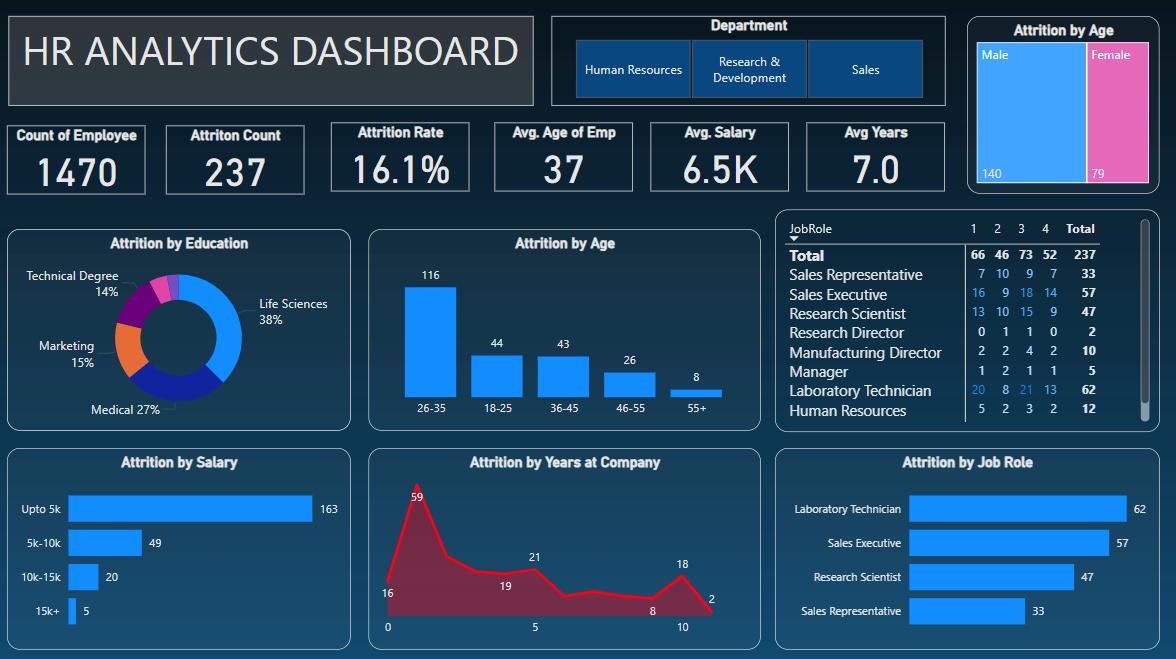 HR ANALYTICS DASHBOARD
Department
Human Resources
Research &
Development
Sales
Attrition by Age
Male
Female
140
79
Count of Employee
1470
Attriton Count
237
Attrition Rate
16.1%
Avg. Age of Emp
37
Avg. Salary
6.5K
Avg Years
7.0
Attrition by Education
Technical Degree
14%
Life Sciences
38%
Marketing
15%
Medical 27%
Attrition by Age
116
44
43
26
8
26-35
18-25
36-45
46-55
55+
JobRole 1 2 3 4 Total
Total 66 46 73 52 237
Sales Representative 7 10 9 7 33
Sales Executive 16 9 18 14 57
Research Scientist 13 10 15 9 47
Research Director 0 1 1 0 2
Manufacturing Director 2 2 4 2 10
Manager 1 2 1 1 5
Laboratory Technician 20 8 21 13 62
Human Resources 5 2 3 2 12
Attrition by Salary
Upto 5k 163
5k-10k 49
10k-15k 20
15k+ 5
Attrition by Years at Company
59
16
19
21
8
18
2
0
5
10
Attrition by Job Role
Laboratory Technician 62
Sales Executive 57
Research Scientist 47
Sales Representative 33